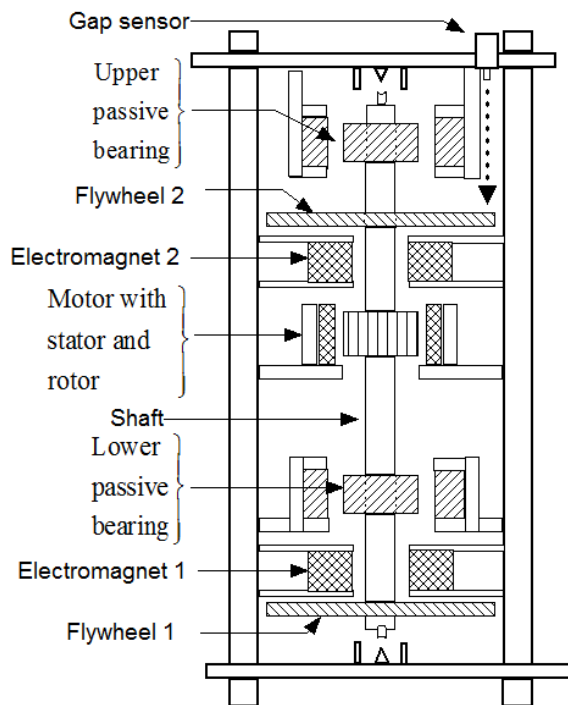 Gap sensor
Upper
passive
bearing
Flywheel 2
Electromagnet 2
Motor with
stator and
rotor
Shaft
Lower
passive
bearing
Electromagnet 1
Flywheel 1